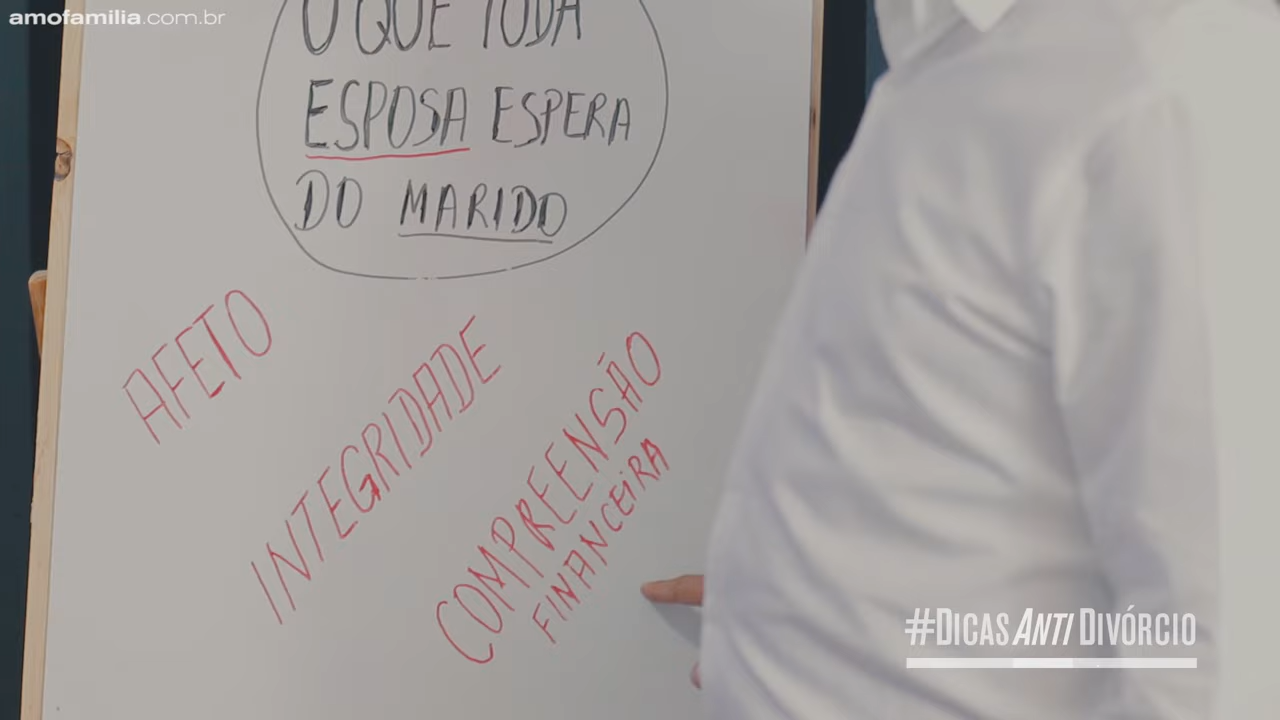 amofamilia.com.br
O QUE TODA
ESPOSA ESPERA
DO MARIDO
AFETO
INTEGRIDADE
COMPREENSÃO
FINANCEIRA
#DICAS ANTI DIVÓRCIO